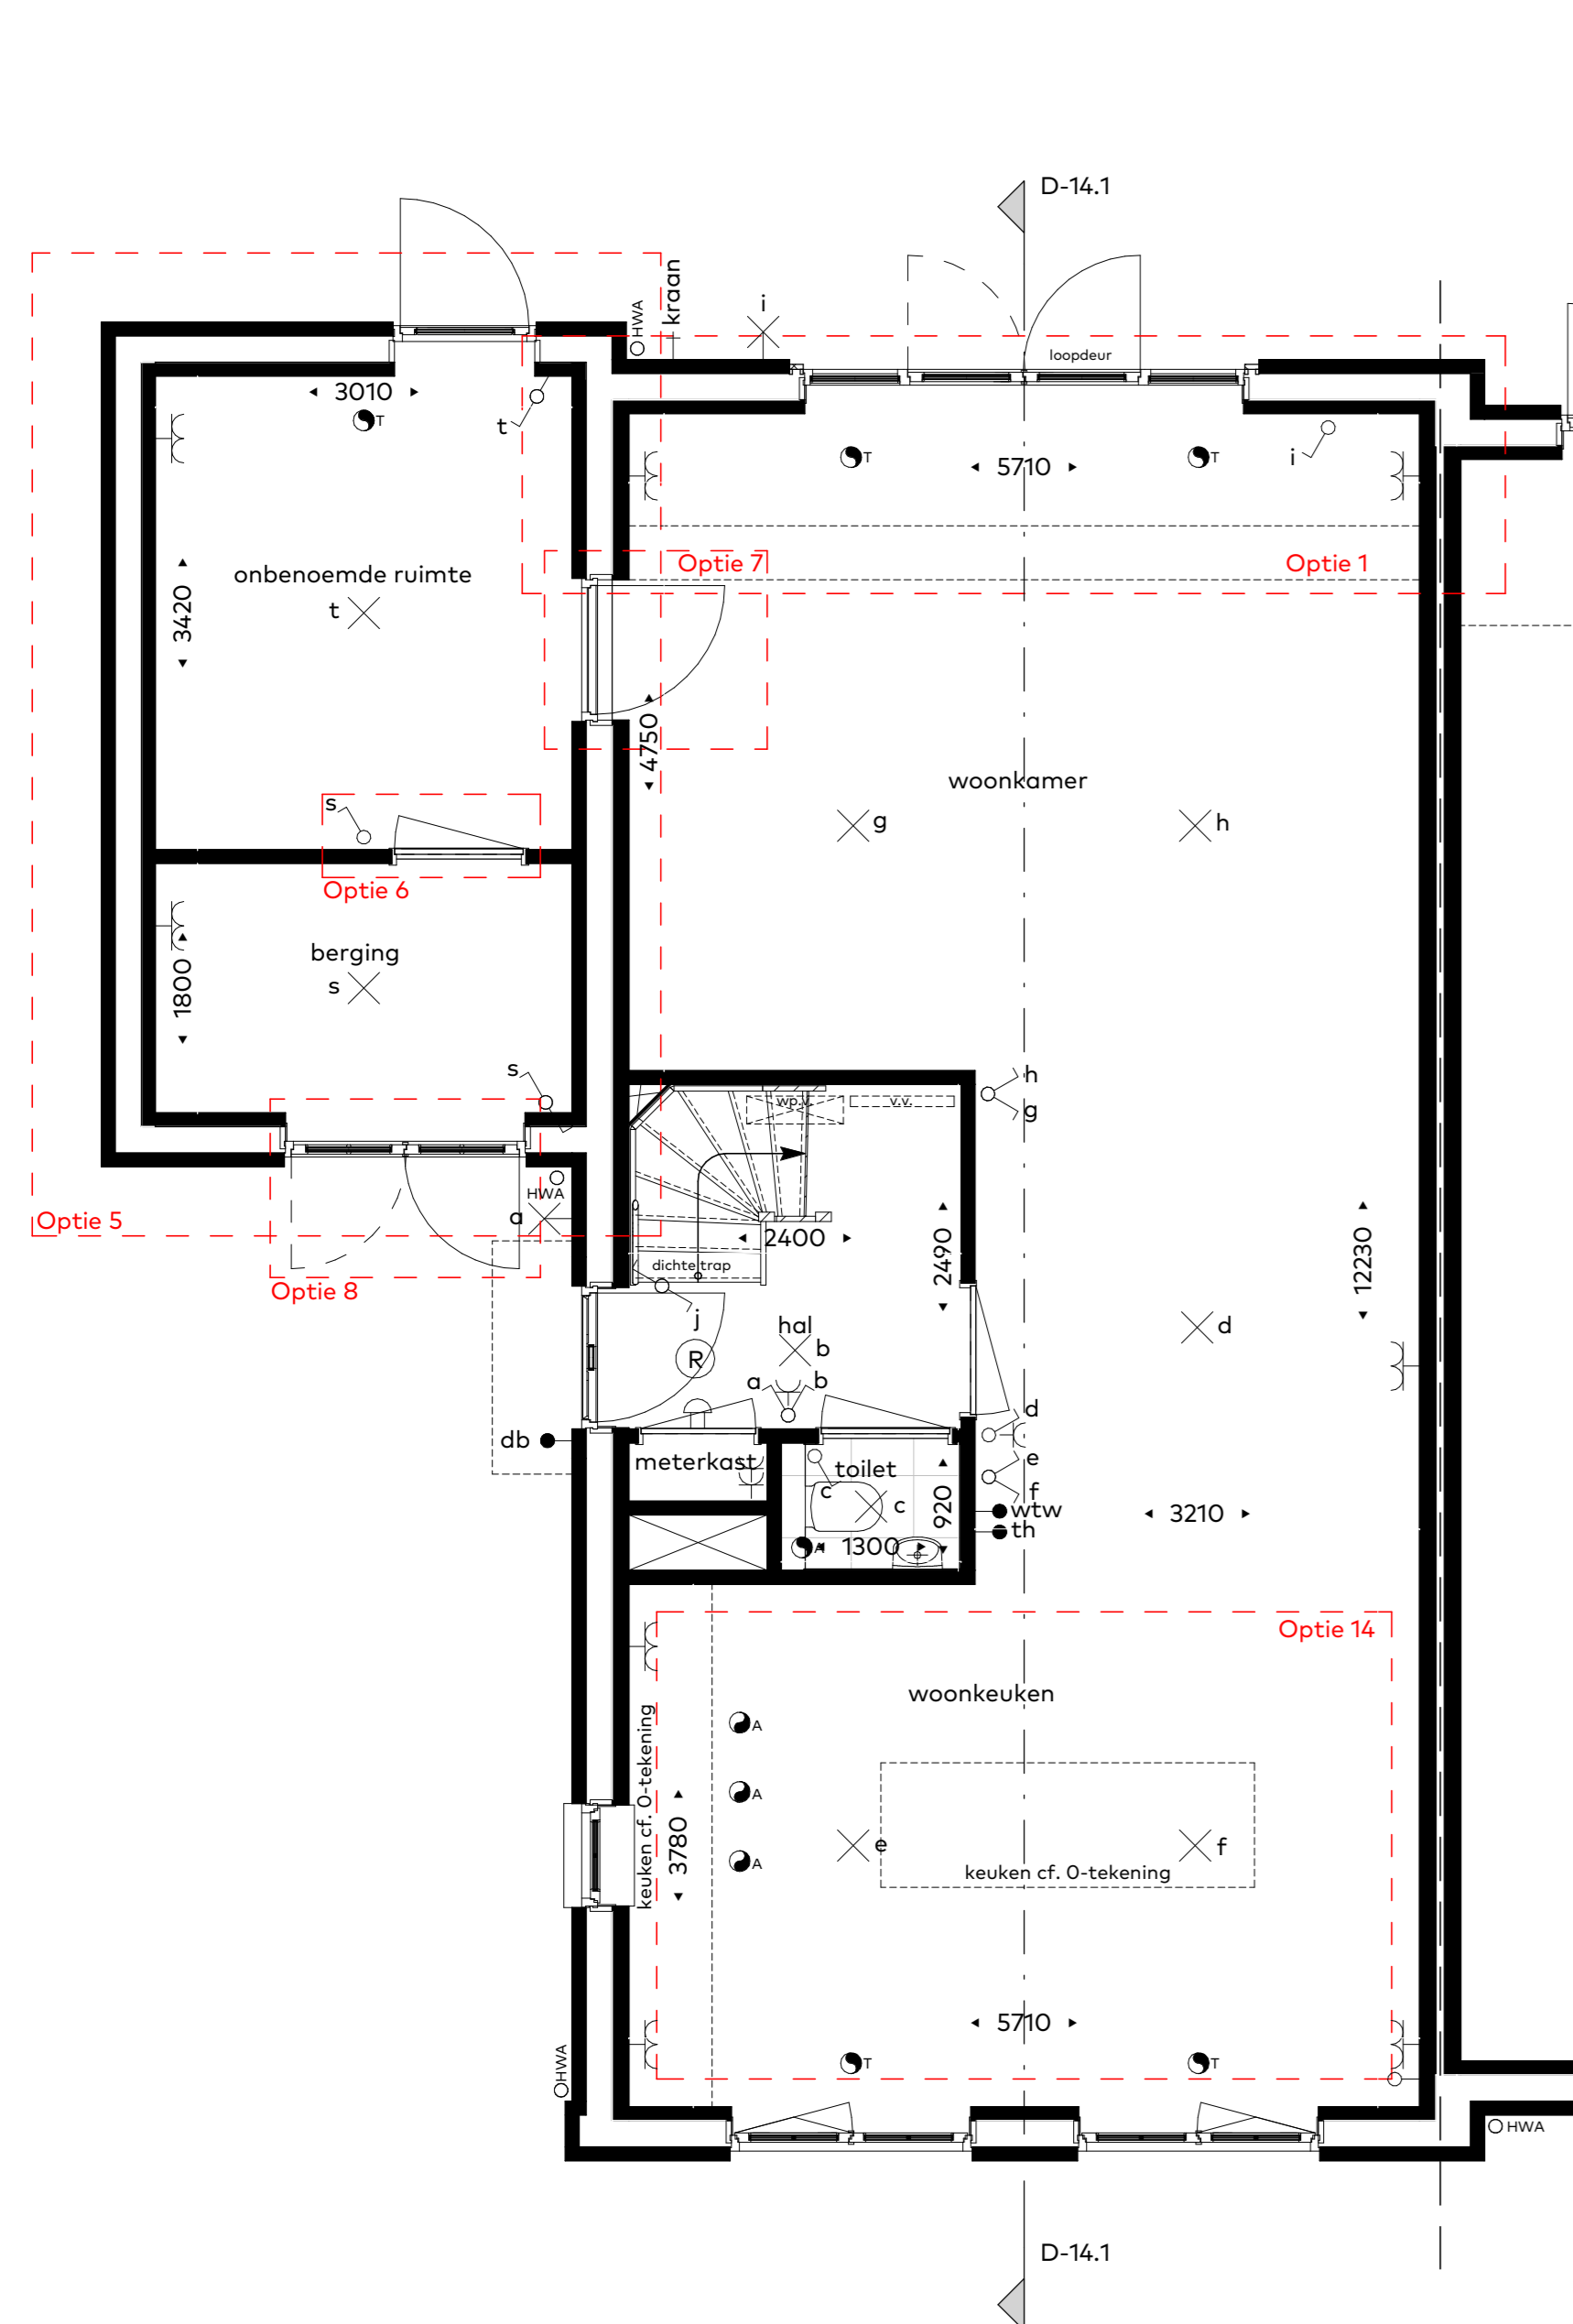 D-14.1
kraan
HWA
i
loopdeur
3010
T
t
T
5710
T
i
Optie 7
Optie 1
onbenoemde ruimte
t
3420
4750
woonkamer
g
h
s
Optie 6
berging
s
1800
s
h
g
wp.v.
v.v.
HWA
a
Optie 5
2400
2490
12230
dichte trap
Optie 8
j
hal
b
d
R
a
b
d
db
meterkast
toilet
e
c
c
f
920
wtw
th
3210
A
1300
Optie 14
woonkeuken
A
keuken cf. 0-tekening
A
3780
e
f
A
keuken cf. 0-tekening
5710
T
T
HWA
HWA
D-14.1